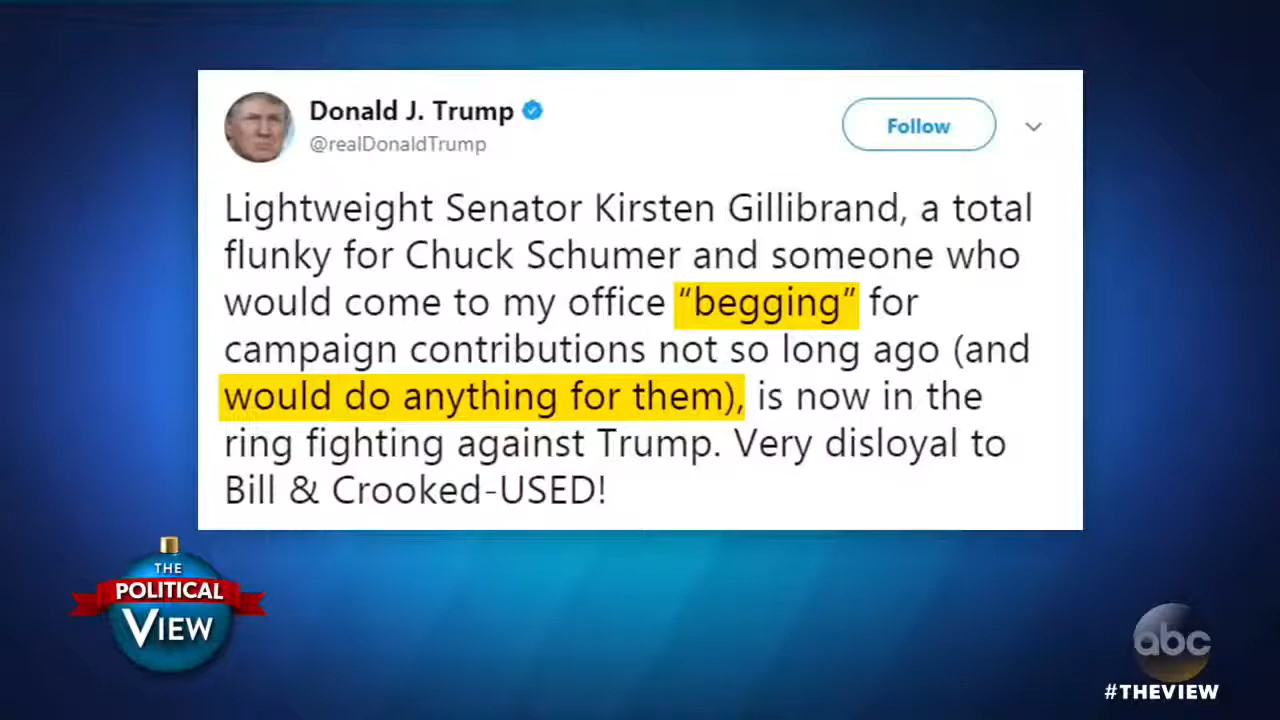 Donald J. Trump
@realDonaldTrump
Follow
Lightweight Senator Kirsten Gillibrand, a total
flunky for Chuck Schumer and someone who
would come to my office “begging” for
campaign contributions not so long ago (and
would do anything for them), is now in the
ring fighting against Trump. Very disloyal to
Bill & Crooked-USED!
THE
POLITICAL
VIEW
abc
#THEVIEW